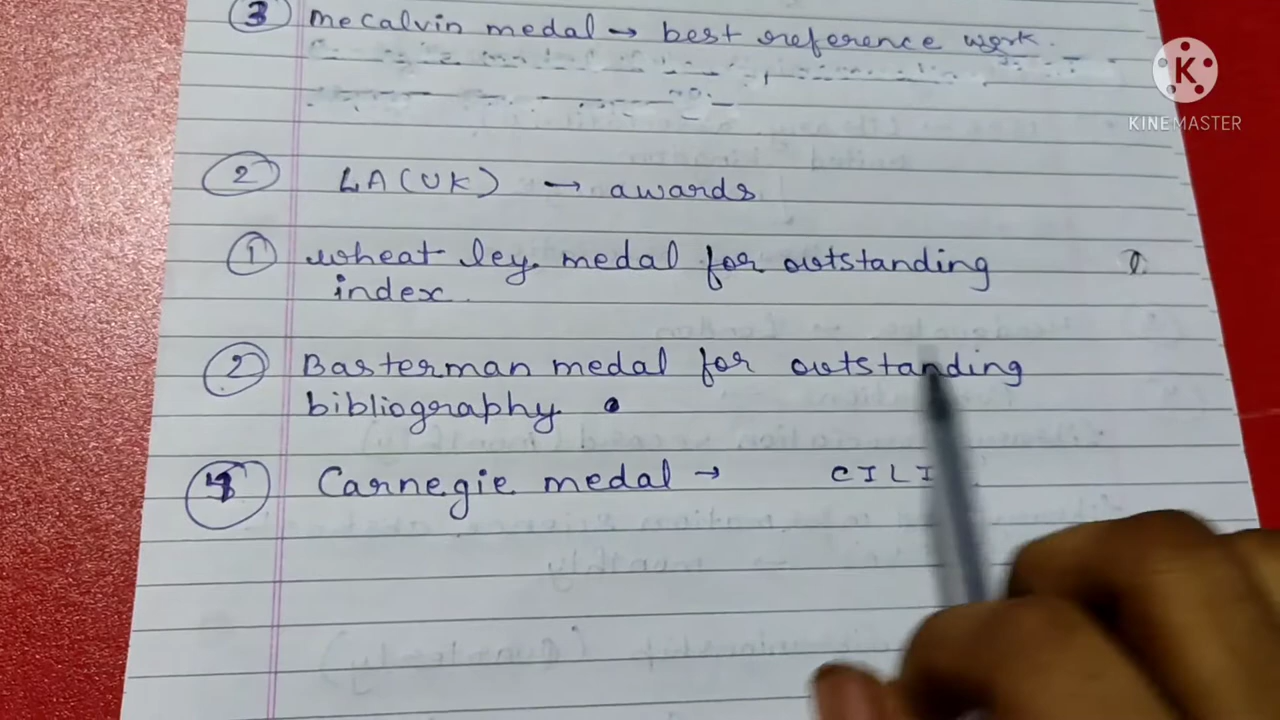 3 Mecalvin medal → best reference work.
2 LA(UK) → awards
1 wheat ley medal for outstanding
index.
2 Basterman medal for outstanding
bibliography
4 Carnegie medal → CILI
K
KINEMASTER